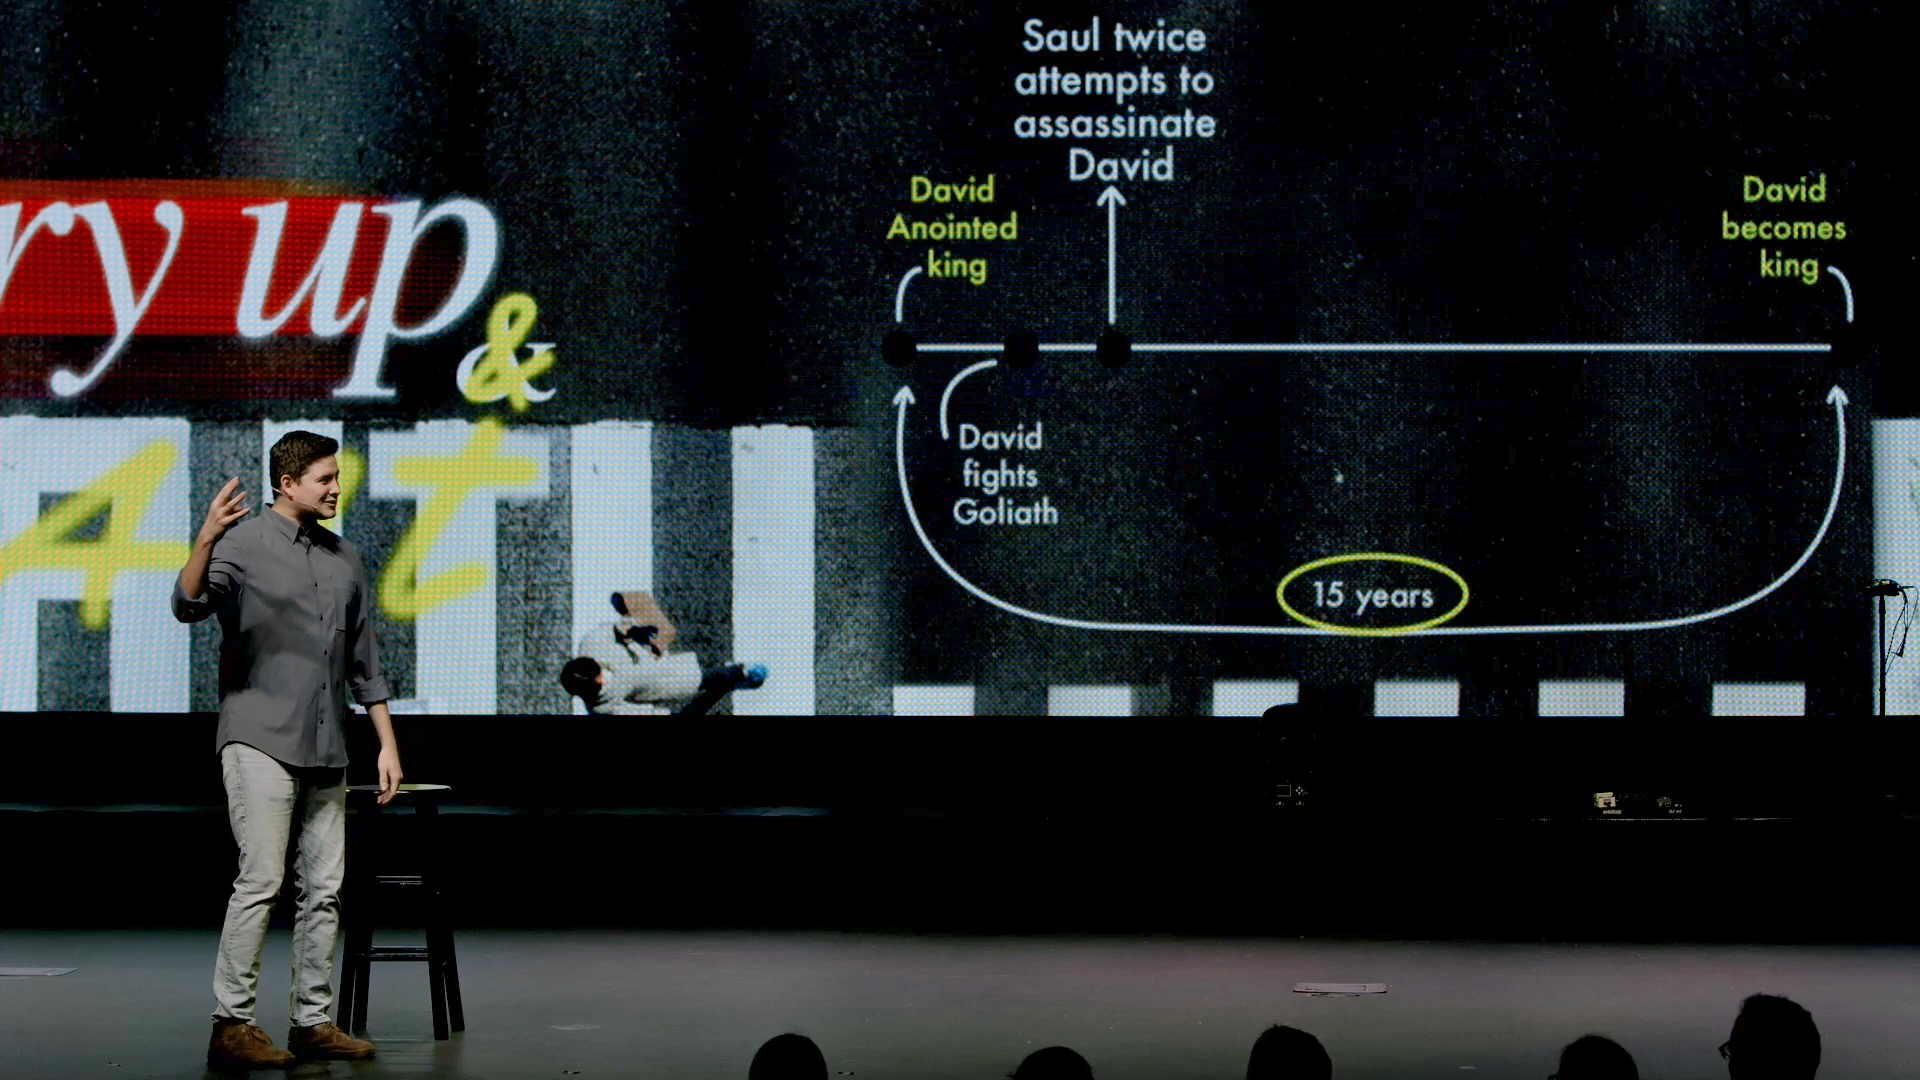 ry up
&
A t
Saul twice
attempts to
assassinate
David
David
Anointed
king
David
becomes
king
David
fights
Goliath
15 years